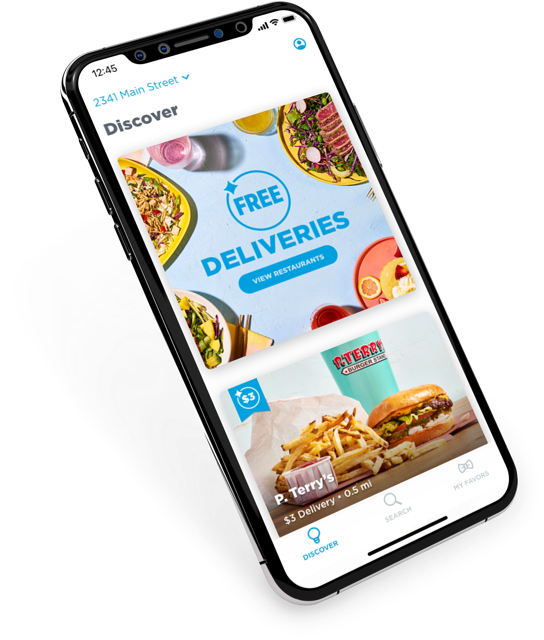 12:45
2341 Main Street
Discover
FREE
DELIVERIES
VIEW RESTAURANTS
P.TERRY'S
BURGER STAND
$3
P. Terry's
$3 Delivery • 0.5 mi
DISCOVER
SEARCH
MY FAVORS